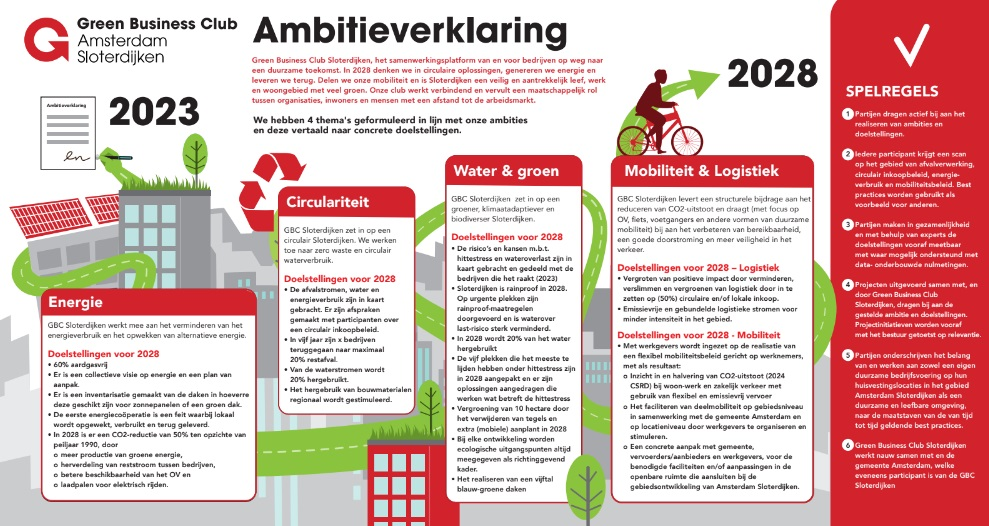 Green Business Club
Amsterdam
Sloterdijken
Ambitieverklaring
Green Business Club Sloterdijken, het samenwerkingsplatform van en voor bedrijven op weg naar
een duurzame toekomst. In 2028 denken we in circulaire oplossingen, genereren we energie en
leveren we terug. Delen we onze mobiliteit en is Sloterdijken een veilig en aantrekkelijk leef, werk
en woongebied met veel groen. Onze club werkt verbindend en vervult een maatschappelijk rol
tussen organisaties, inwoners en mensen met een afstand tot de arbeidsmarkt.
We hebben 4 thema's geformuleerd in lijn met onze ambities
en deze vertaald naar concrete doelstellingen.
Ambitieverklaring
2023
2028
Energie
GBC Sloterdijken werkt mee aan het verminderen van het
energieverbruik en het opwekken van alternatieve energie.
Doelstellingen voor 2028
• 60% aardgasvrij
• Er is een collectieve visie op energie en een plan van
aanpak.
• Er is een inventarisatie gemaakt van de daken in hoeverre
deze geschikt zijn voor zonnepanelen of een groen dak.
• De eerste energiecoöperatie is een feit waarbij lokaal
wordt opgewekt, verbruikt en terug geleverd.
• In 2028 is er een CO2-reductie van 50% ten opzichte van
peiljaar 1990, door
o meer productie van groene energie,
o herverdeling van reststroom tussen bedrijven,
o betere beschikbaarheid van het OV en
o laadpalen voor elektrisch rijden.
Circulariteit
GBC Sloterdijken zet in op een
circulair Sloterdijken. We werken
toe naar zero waste en circulair
waterverbruik.
Doelstellingen voor 2028
• De afvalstromen, water en
energieverbruik zijn in kaart
gebracht. Er zijn afspraken
gemaakt met participanten over
een circulair inkoopbeleid.
• In vijf jaar zijn x bedrijven
teruggegaan naar maximaal
20% restafval.
• Van de waterstromen wordt
20% hergebruikt.
• Het hergebruik van bouwmaterialen
wordt regionaal gestimuleerd.
Water & groen
GBC Sloterdijken zet in op een
groener, klimaatadaptiever en
biodiverser Sloterdijken.
Doelstellingen voor 2028
• De risico's en kansen m.b.t.
hittestress en wateroverlast zijn in
kaart gebracht en gedeeld met de
bedrijven die het raakt (2023)
• Sloterdijken is rainproof in 2028.
Op urgente plekken zijn
rainproof-maatregelen
doorgevoerd en is wateroverlast-risico sterk verminderd.
• In 2028 wordt 20% van het water
hergebruikt
• De vijf plekken die het meeste te
lijden hebben onder hittestress zijn
in 2028 aangepakt en er zijn
oplossingen aangedragen die
werken wat betreft de hittestress
• Vergroening van 10 hectare door
het verwijderen van tegels en
extra (mobiele) aanplant in 2028
• Bij elke ontwikkeling worden
ecologische uitgangspunten altijd
meegegeven als richtinggevend
kader.
• Het realiseren van een vijftal
blauw-groene daken
Mobiliteit & Logistiek
GBC Sloterdijken levert een structurele bijdrage aan het
reduceren van CO2-uitstoot en draagt (met focus op
OV, fiets, voetgangers en andere vormen van duurzame
mobiliteit) bij aan het verbeteren van bereikbaarheid,
een goede doorstroming en meer veiligheid in het
verkeer.
Doelstellingen voor 2028 – Logistiek
• Vergroten van positive impact door verminderen,
verslimmen en vergroenen van logistiek door in te
zetten op (50%) circulaire en/of lokale inkoop.
• Emissievrije en gebundelde logistieke stromen voor
minder intensiteit in het gebied.
Doelstellingen voor 2028 - Mobiliteit
• Met werkgevers wordt ingezet op de realisatie van
een flexibel mobiliteitsbeleid gericht op werknemers,
met als resultaat:
o Inzicht in en halvering van CO2-uitstoot (2024
CSRD) bij woon-werk en zakelijk verkeer met
gebruik van flexibel en emissievrij vervoer
o Het faciliteren van deelmobiliteit op gebiedsniveau
in samenwerking met de gemeente Amsterdam en
op locatieniveau door werkgevers te organiseren en
stimuleren.
o Een concrete aanpak met gemeente,
vervoerders/aanbieders en werkgevers, voor de
benodigde faciliteiten en/of aanpassingen in de
openbare ruimte die aansluiten bij de
gebiedsontwikkeling van Amsterdam Sloterdijken.
SPELREGELS
1 Partijen dragen actief bij aan het
realiseren van ambities en
doelstellingen.
2 Iedere participant krijgt een scan
op het gebied van afvalverwerking,
circulair inkoopbeleid, energie-
verbruik en mobiliteitsbeleid. Best
practices worden gebruikt als
voorbeeld voor anderen.
3 Partijen maken in gezamenlijkheid
en met behulp van experts de
doelstellingen vooraf meetbaar
met waar mogelijk ondersteund met
data- onderbouwde nulmetingen.
4 Projecten uitgevoerd samen met, en
door Green Business Club
Sloterdijken, dragen bij aan de
gestelde ambitie en doelstellingen.
Projectinitiatieven worden vooraf
met het bestuur getoetst op relevantie.
5 Partijen onderschrijven het belang
van en werken aan zowel een eigen
duurzame bedrijfsvoering op hun
huisvestingslocaties in het gebied
Amsterdam Sloterdijken als een
duurzame en leefbare omgeving,
naar de maatstaven van de van tijd
tot tijd geldende best practices.
6 Green Business Club Sloterdijken
werkt nauw samen met en de
gemeente Amsterdam, welke
eveneens participant is van de GBC
Sloterdijken